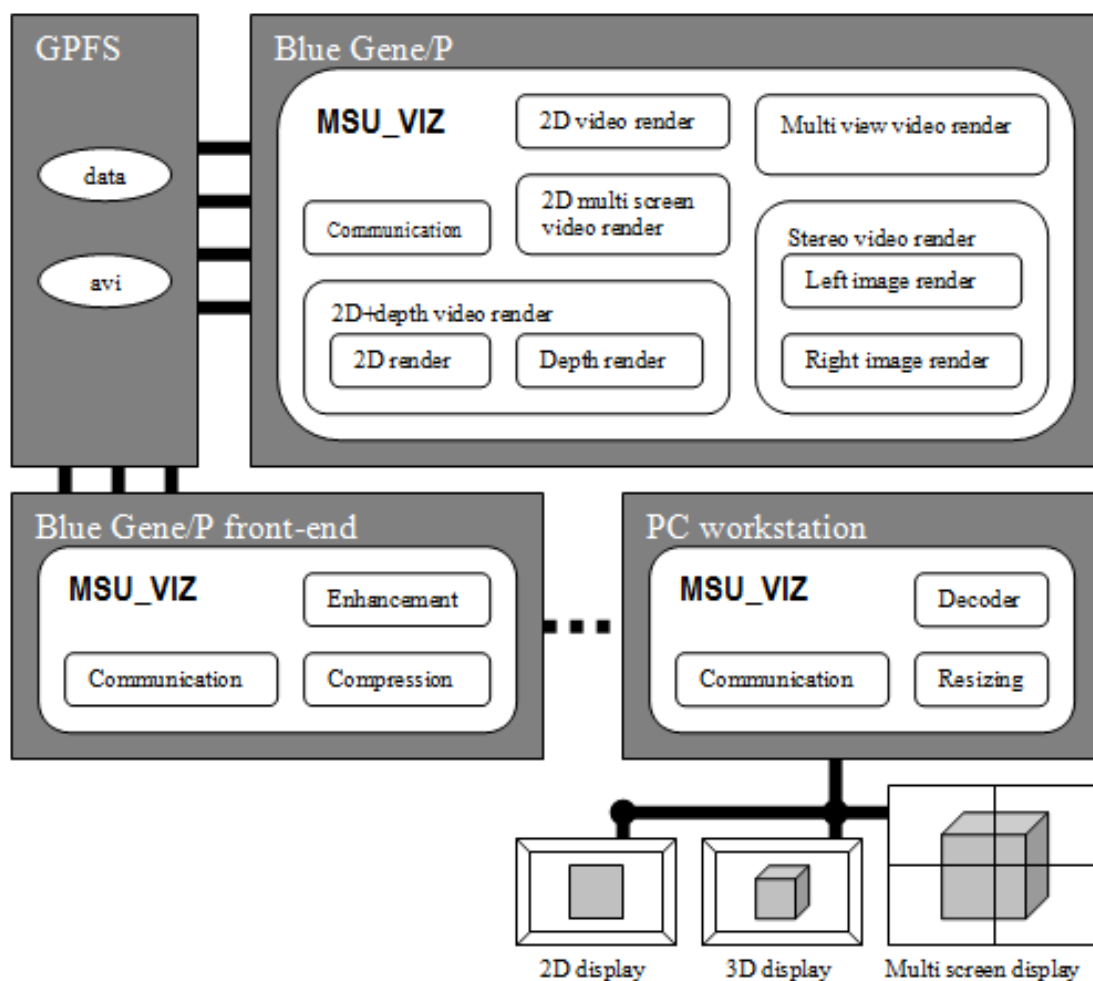 GPFS
data
avi
Blue Gene/P
MSU_VIZ
2D video render
Multi view video render
Communication
2D multi screen
video render
Stereo video render
Left image render
Right image render
2D+depth video render
2D render
Depth render
Blue Gene/P front-end
MSU_VIZ
Enhancement
Communication
Compression
PC workstation
MSU_VIZ
Decoder
Communication
Resizing
2D display
3D display
Multi screen display